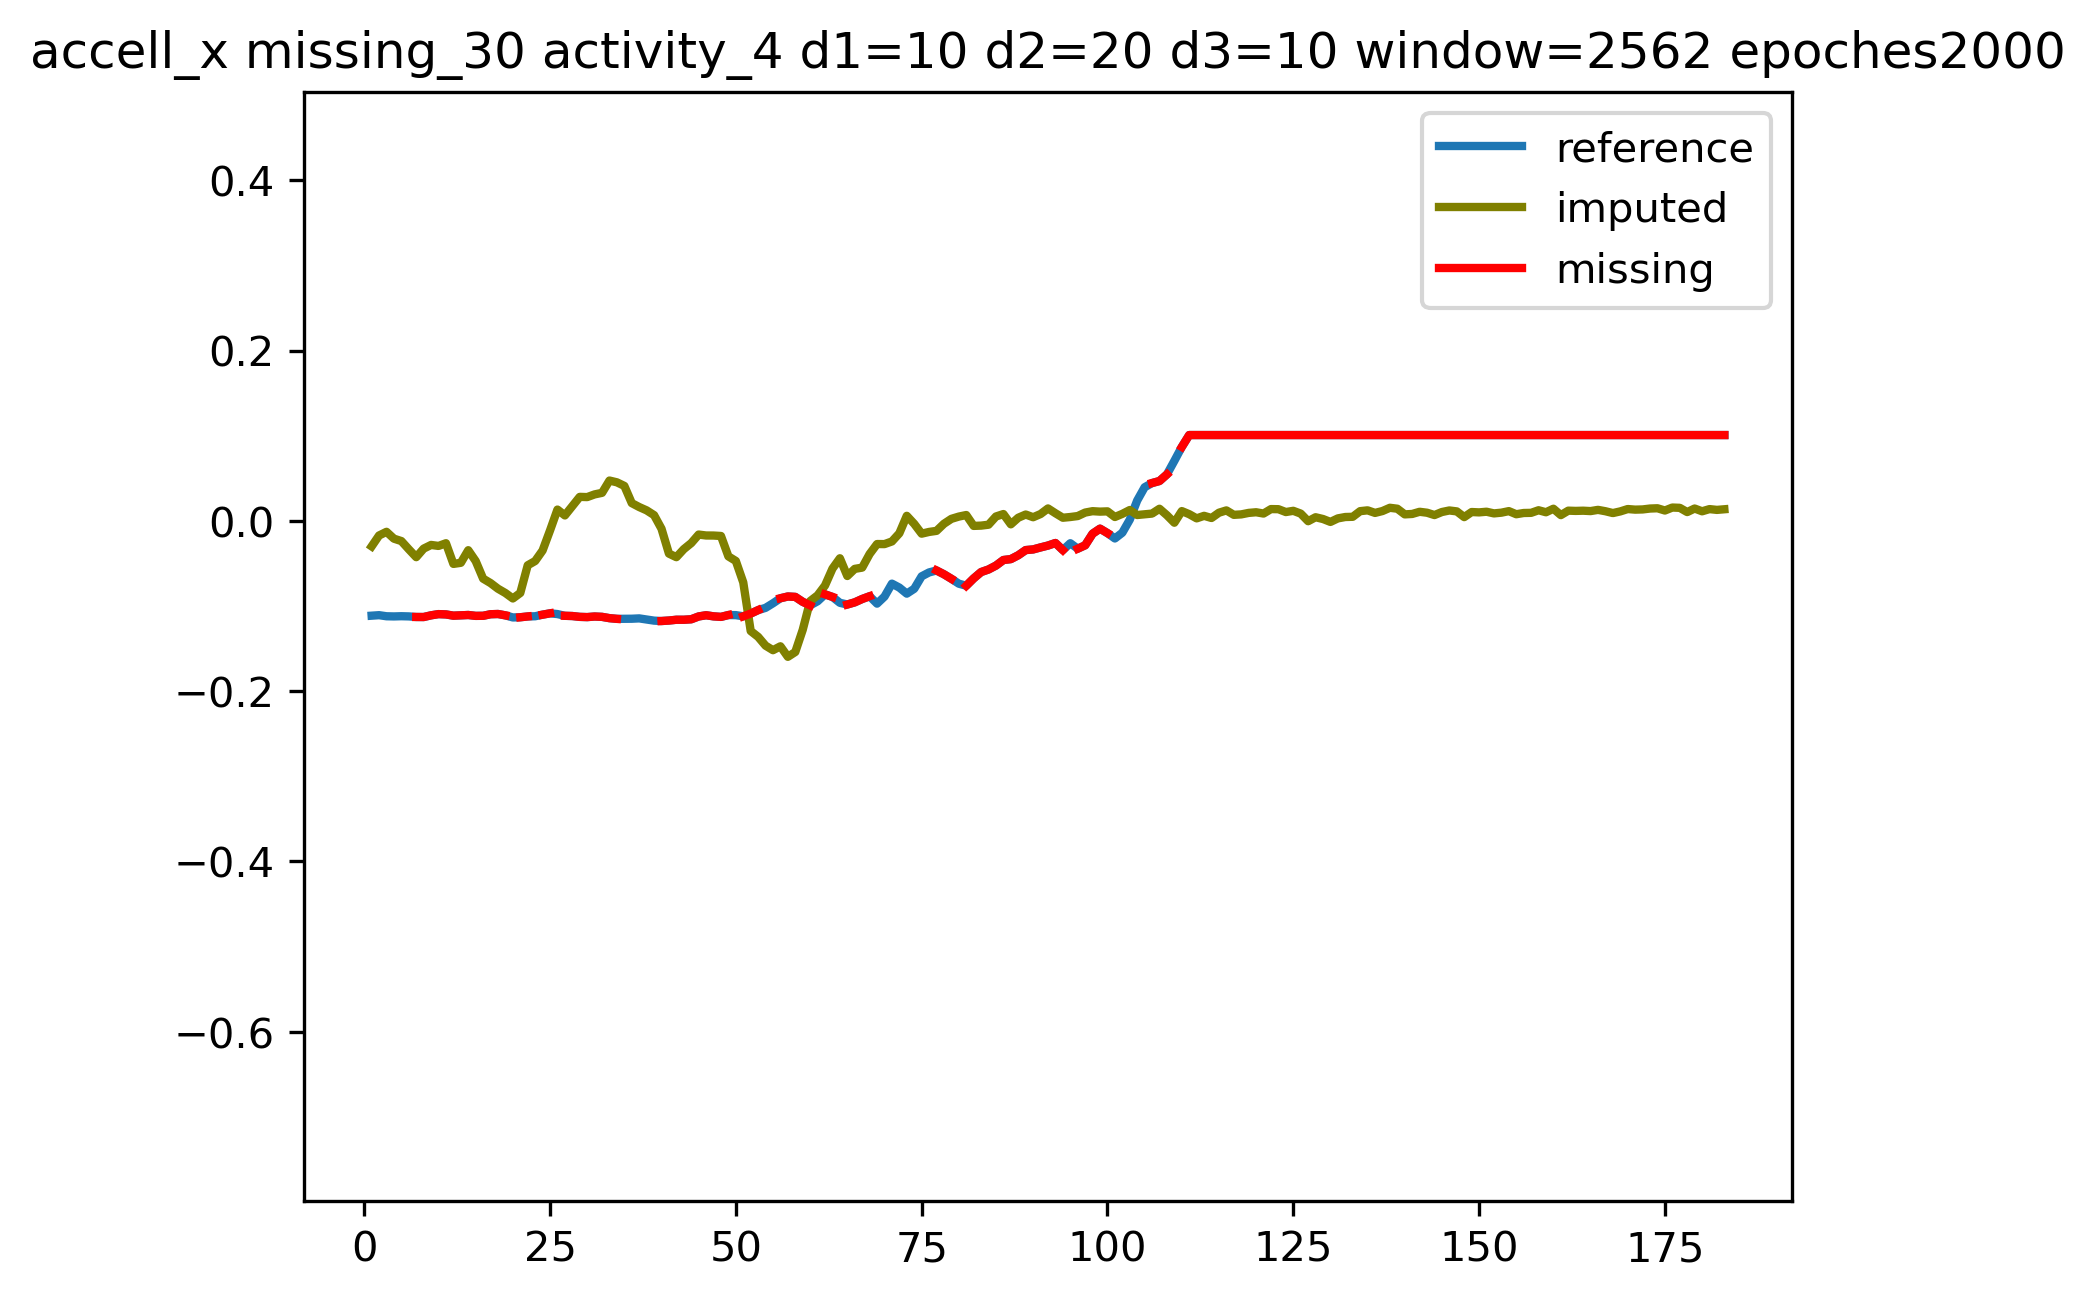 accell_x missing_30 activity_4 d1=10 d2=20 d3=10 window=2562 epoches2000
reference
imputed
missing
0.4
0.2
0.0
−0.2
−0.4
−0.6
0 25 50 75 100 125 150 175